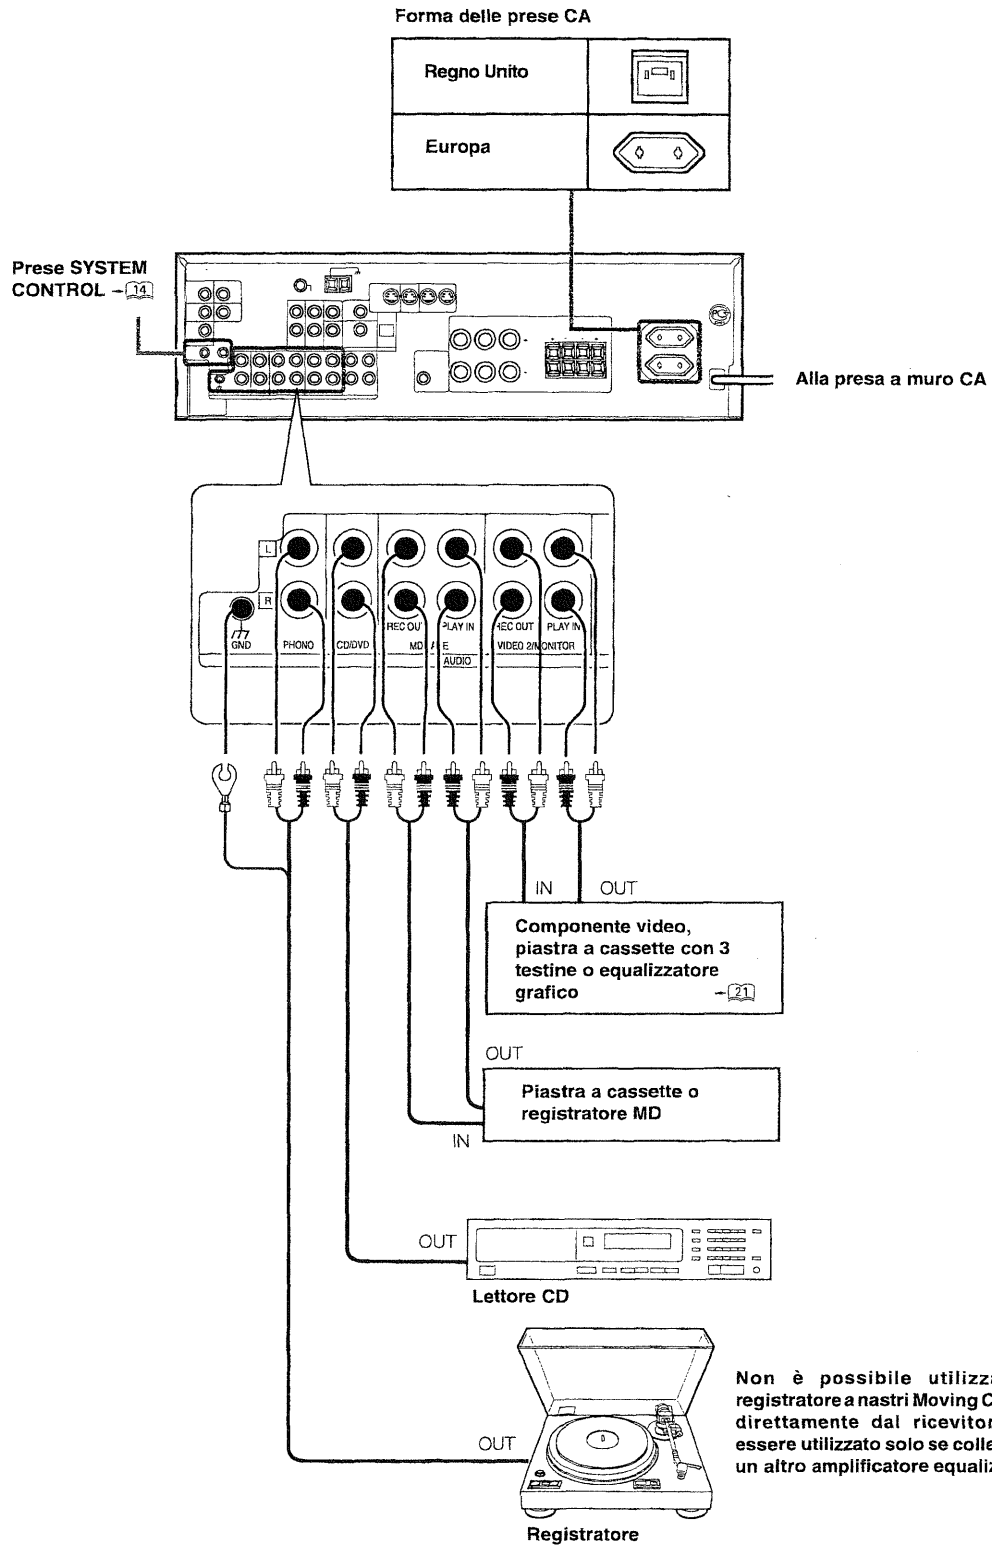 Forma delle prese CA
Regno Unito
Europa
Prese SYSTEM
CONTROL 14
Alla presa a muro CA
L
R
GND
PHONO
CD/DVD
REC OUT
PLAY IN
REC OUT
PLAY IN
VIDEO 2/MONITOR
AUDIO
IN
OUT
Componente video,
piastra a cassette con 3
testine o equalizzatore
grafico
21
OUT
Piastra a cassette o
registratore MD
IN
OUT
Lettore CD
Non è possibile utilizza
registratore a nastri Moving C
direttamente dal ricevitor
essere utilizzato solo se colle
un altro amplificatore equaliz
OUT
Registratore